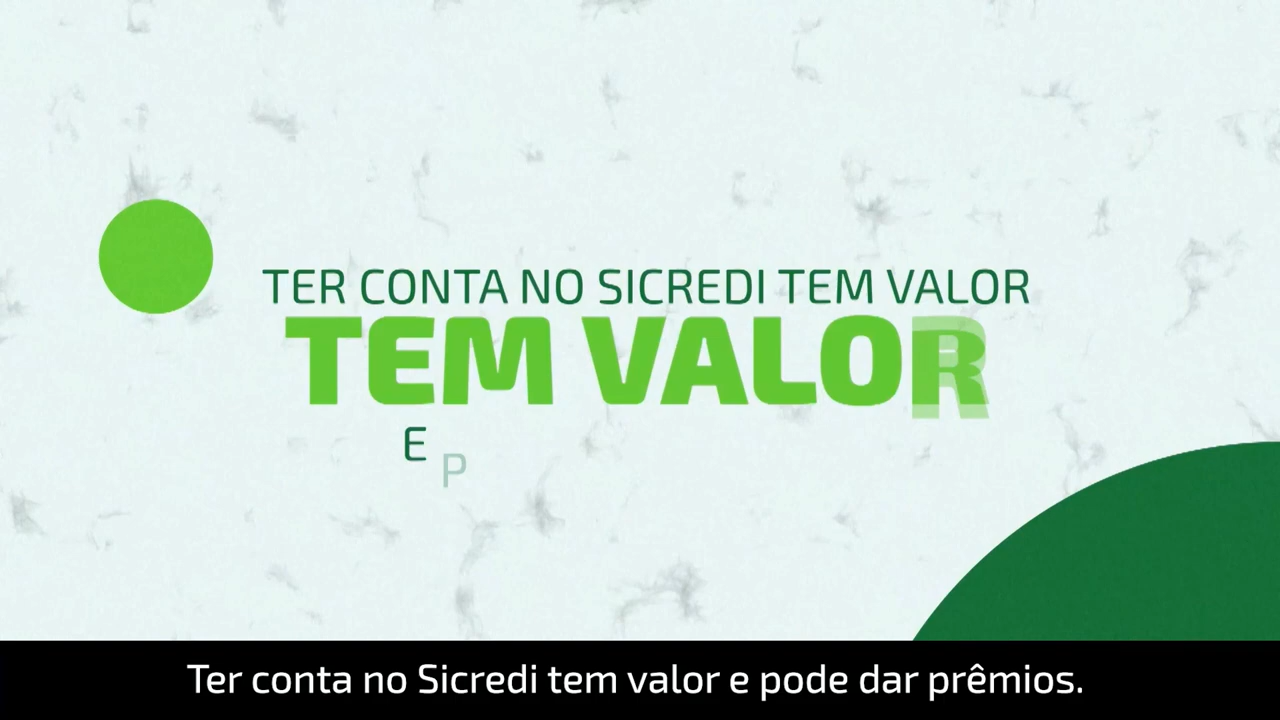 TER CONTA NO SICREDI TEM VALOR
TEM VALOR
E P
Ter conta no Sicredi tem valor e pode dar prêmios.